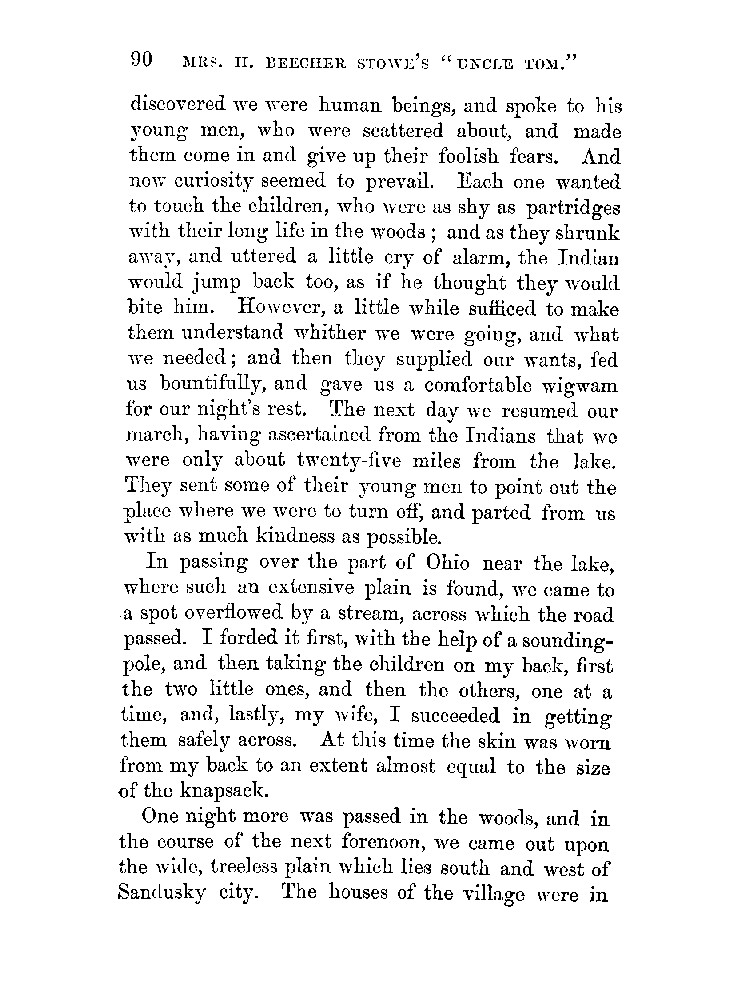 90 MRS. H. BEECHER STOWE'S "UNCLE TOM."
discovered we were human beings, and spoke to his
young men, who were scattered about, and made
them come in and give up their foolish fears. And
now curiosity seemed to prevail. Each one wanted
to touch the children, who were as shy as partridges
with their long life in the woods; and as they shrunk
away, and uttered a little cry of alarm, the Indian
would jump back too, as if he thought they would
bite him. However, a little while sufficed to make
them understand whither we were going, and what
we needed; and then they supplied our wants, fed
us bountifully, and gave us a comfortable wigwam
for our night's rest. The next day we resumed our
march, having ascertained from the Indians that we
were only about twenty-five miles from the lake.
They sent some of their young men to point out the
place where we were to turn off, and parted from us
with as much kindness as possible.
In passing over the part of Ohio near the lake,
where such an extensive plain is found, we came to
a spot overflowed by a stream, across which the road
passed. I forded it first, with the help of a sounding-
pole, and then taking the children on my back, first
the two little ones, and then the others, one at a
time, and, lastly, my wife, I succeeded in getting
them safely across. At this time the skin was worn
from my back to an extent almost equal to the size
of the knapsack.
One night more was passed in the woods, and in
the course of the next forenoon, we came out upon
the wide, treeless plain which lies south and west of
Sandusky city. The houses of the village were in